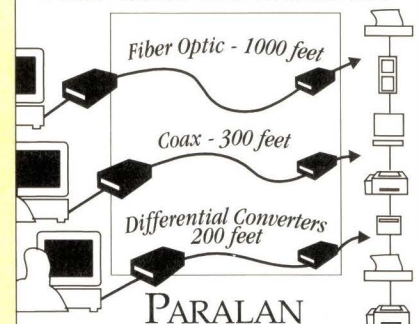 Fiber Optic - 1000 feet
Coax - 300 feet
Differential Converters
200 feet
PARALAN